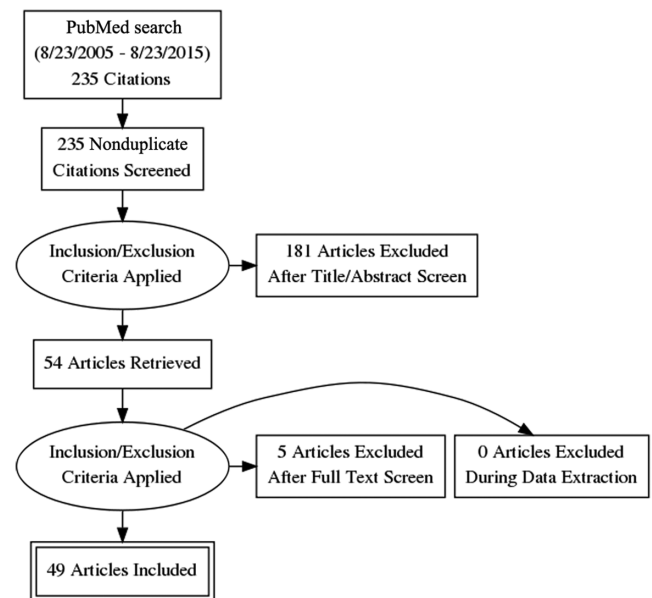 PubMed search
(8/23/2005 - 8/23/2015)
235 Citations
235 Nonduplicate
Citations Screened
Inclusion/Exclusion
Criteria Applied
181 Articles Excluded
After Title/Abstract Screen
54 Articles Retrieved
Inclusion/Exclusion
Criteria Applied
5 Articles Excluded
After Full Text Screen
0 Articles Excluded
During Data Extraction
49 Articles Included